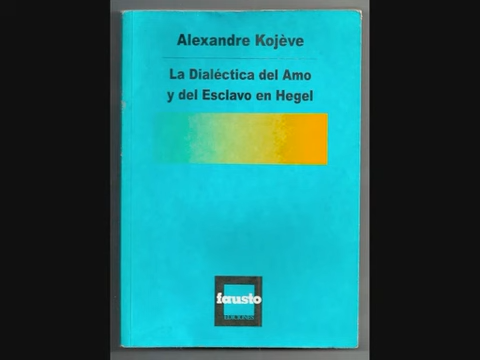 Alexandre Kojève
La Dialéctica del Amo
y del Esclavo en Hegel
fausto